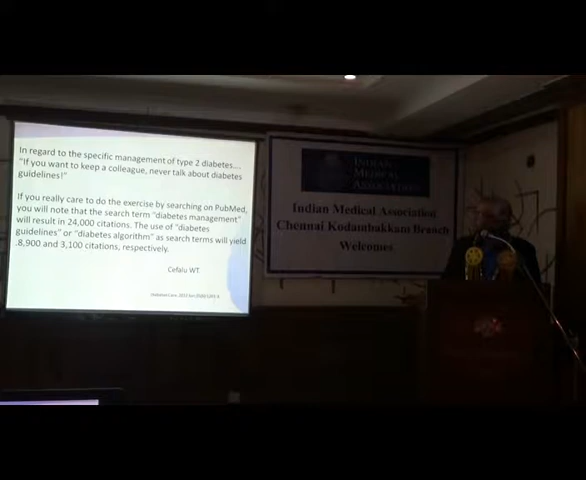 In regard to the specific management of type 2 diabetes....
"If you want to keep a colleague, never talk about diabetes
guidelines!"
If you really care to do the exercise by searching on PubMed,
you will note that the search term "diabetes management"
will result in 24,000 citations. The use of "diabetes
guidelines" or "diabetes algorithm" as search terms will yield
8,900 and 3,100 citations, respectively.
Cefalu WT.
INDIAN
MEDICAL
ASSOCIATION
Indian Medical Association
Chennai Kodambakkam Branch
Welcomes